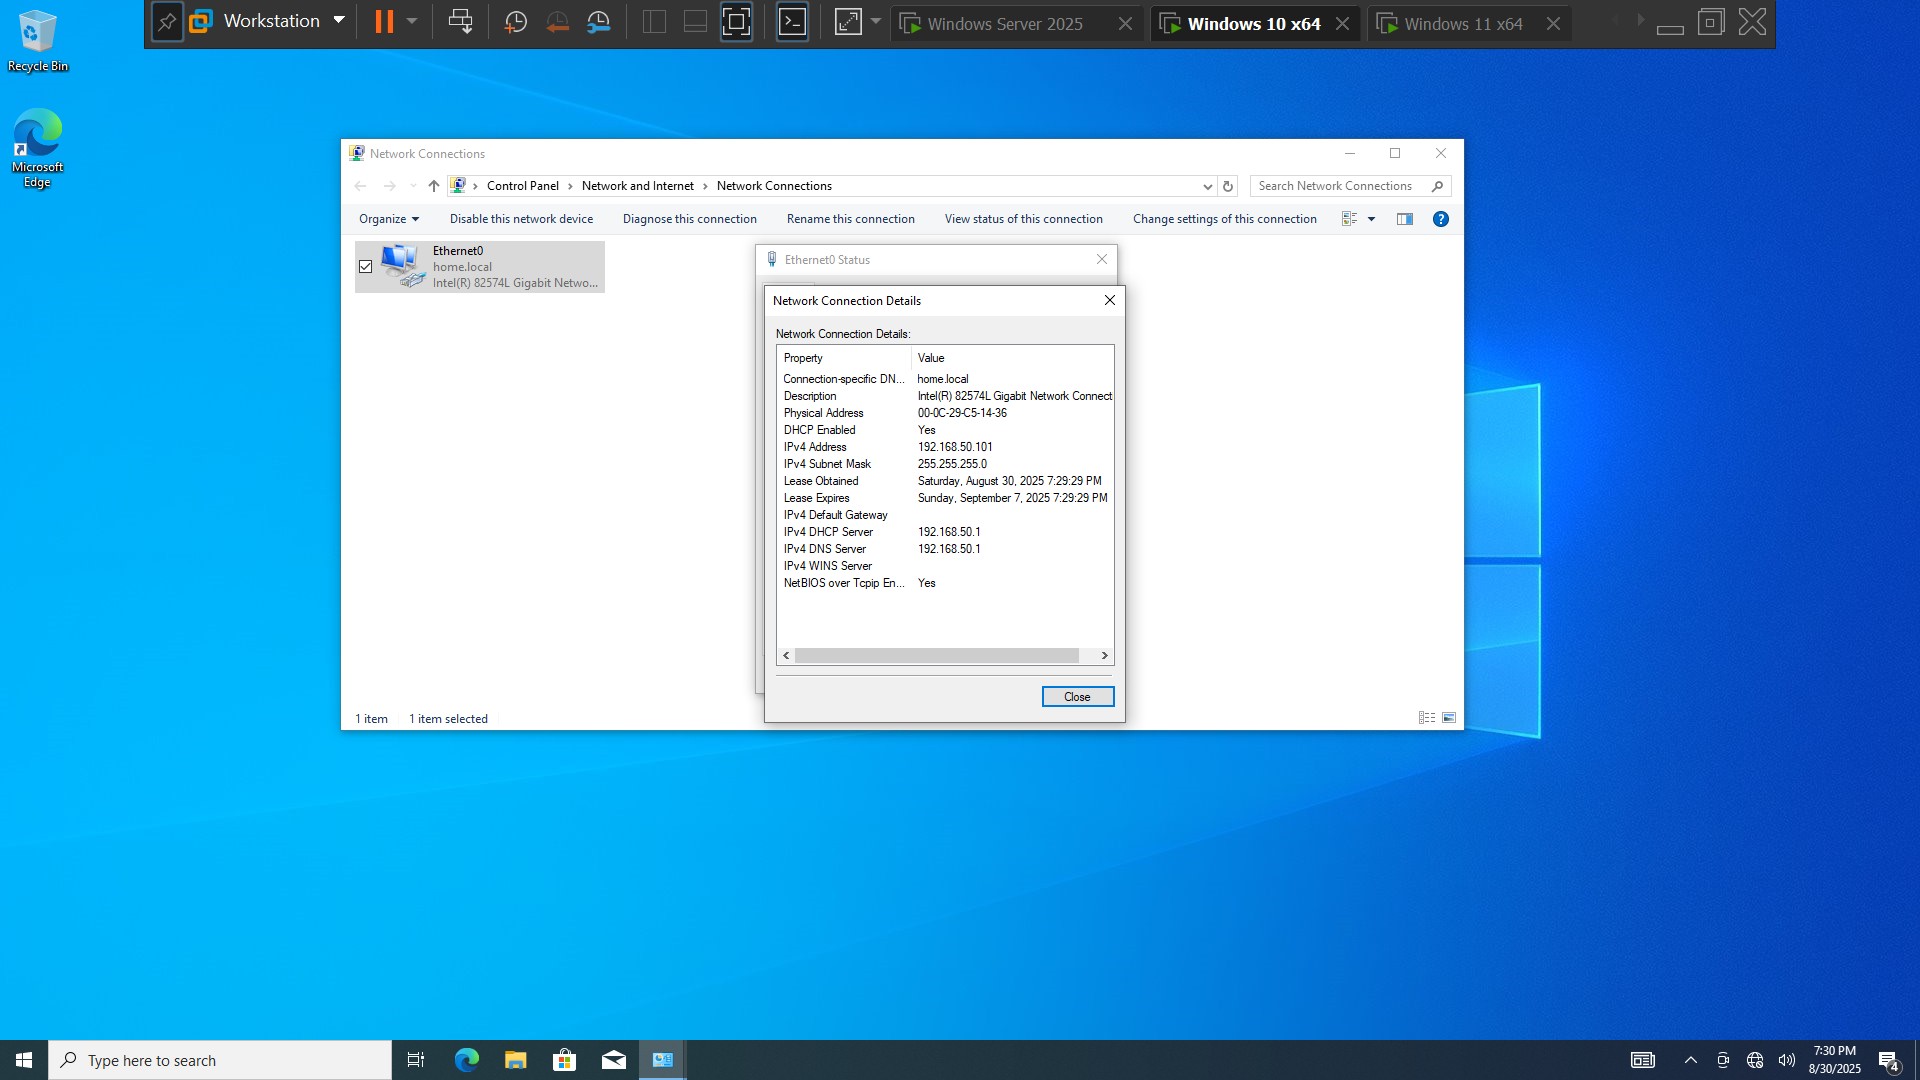 Workstation
Windows Server 2025
Windows 10 x64
Windows 11 x64
Recycle Bin
Microsoft
Edge
Network Connections
Control Panel
Network and Internet
Network Connections
Search Network Connections
Organize
Disable this network device
Diagnose this connection
Rename this connection
View status of this connection
Change settings of this connection
Ethernet0
home.local
Intel(R) 82574L Gigabit Netwo...
Ethernet0 Status
Network Connection Details
Network Connection Details:
Property Value
Connection-specific DN... home.local
Description Intel(R) 82574L Gigabit Network Connect
Physical Address 00-0C-29-C5-14-36
DHCP Enabled Yes
IPv4 Address 192.168.50.101
IPv4 Subnet Mask 255.255.255.0
Lease Obtained Saturday, August 30, 2025 7:29:29 PM
Lease Expires Sunday, September 7, 2025 7:29:29 PM
IPv4 Default Gateway
IPv4 DHCP Server 192.168.50.1
IPv4 DNS Server 192.168.50.1
IPv4 WINS Server
NetBIOS over Tcpip En... Yes
Close
1 item
1 item selected
Type here to search
7:30 PM
8/30/2025
4